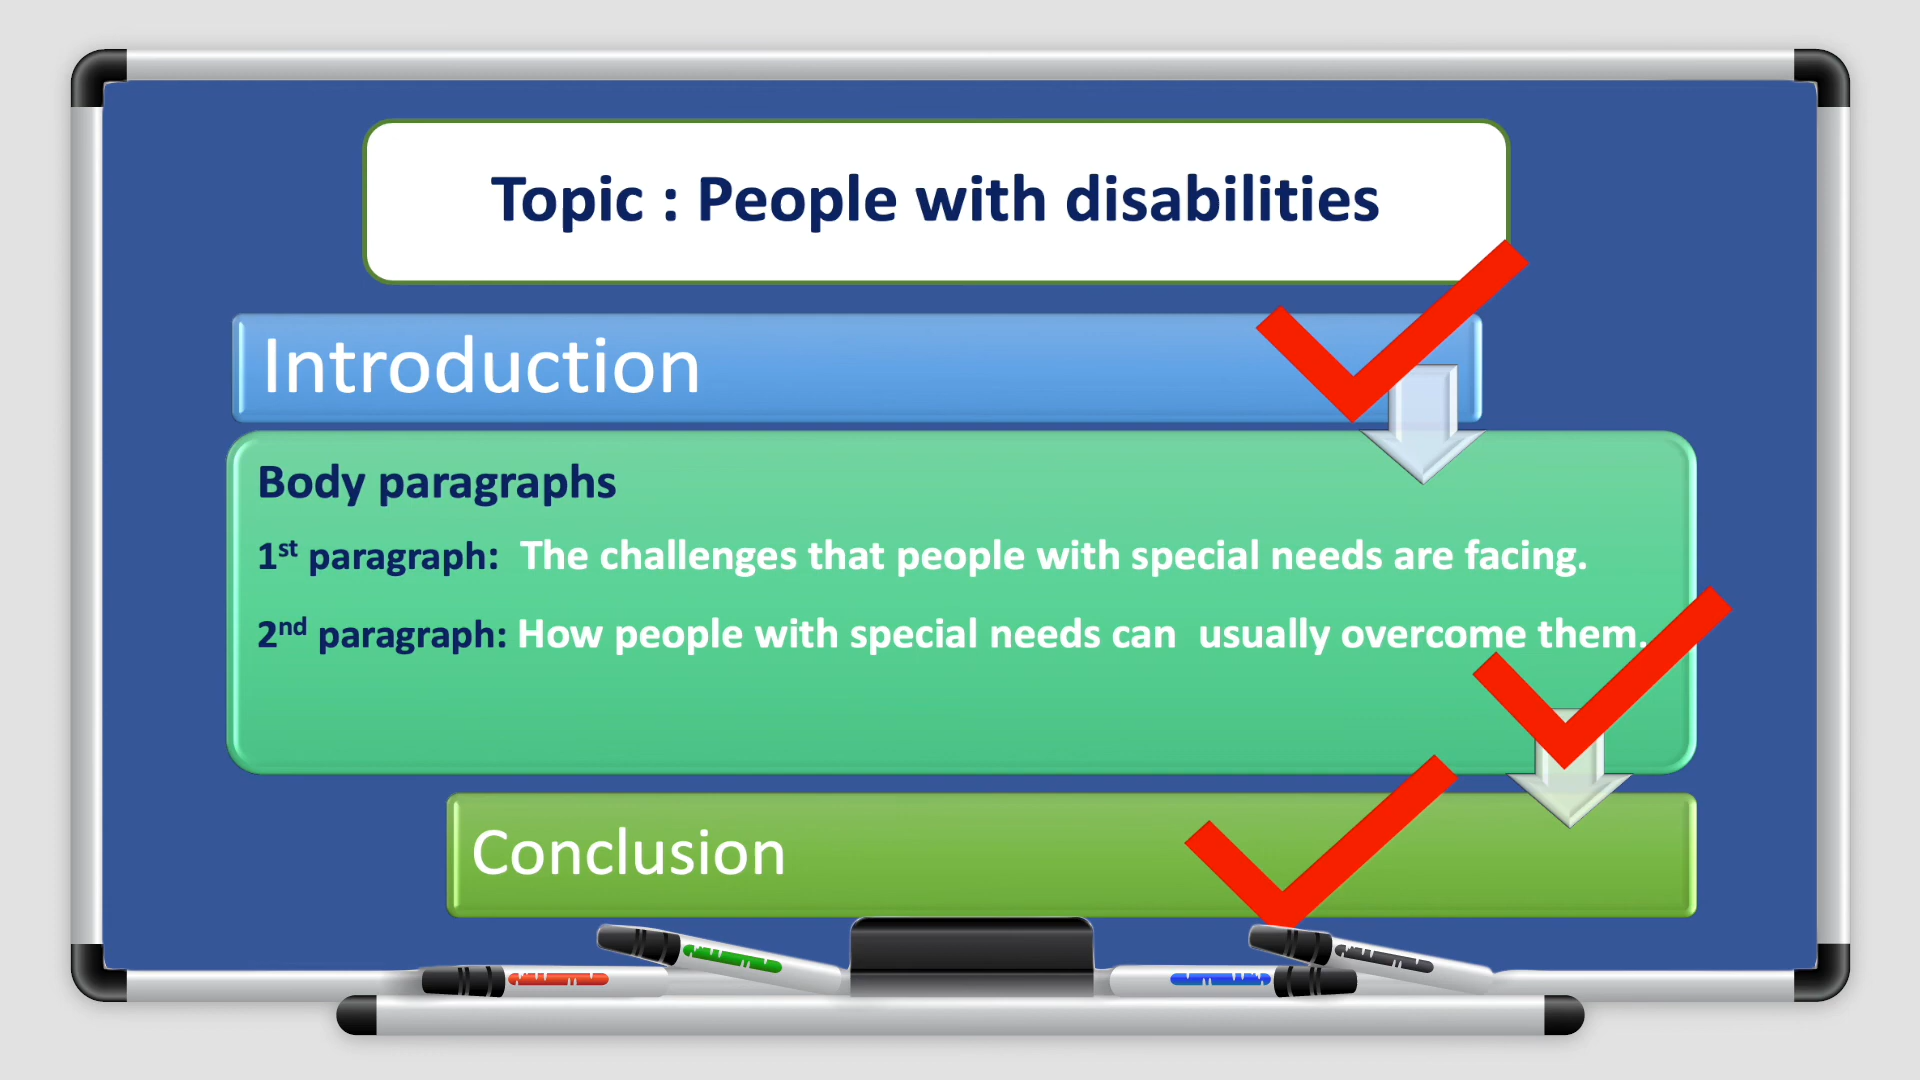 Topic : People with disabilities
Introduction
Body paragraphs
1st paragraph: The challenges that people with special needs are facing.
2nd paragraph: How people with special needs can usually overcome them.
Conclusion